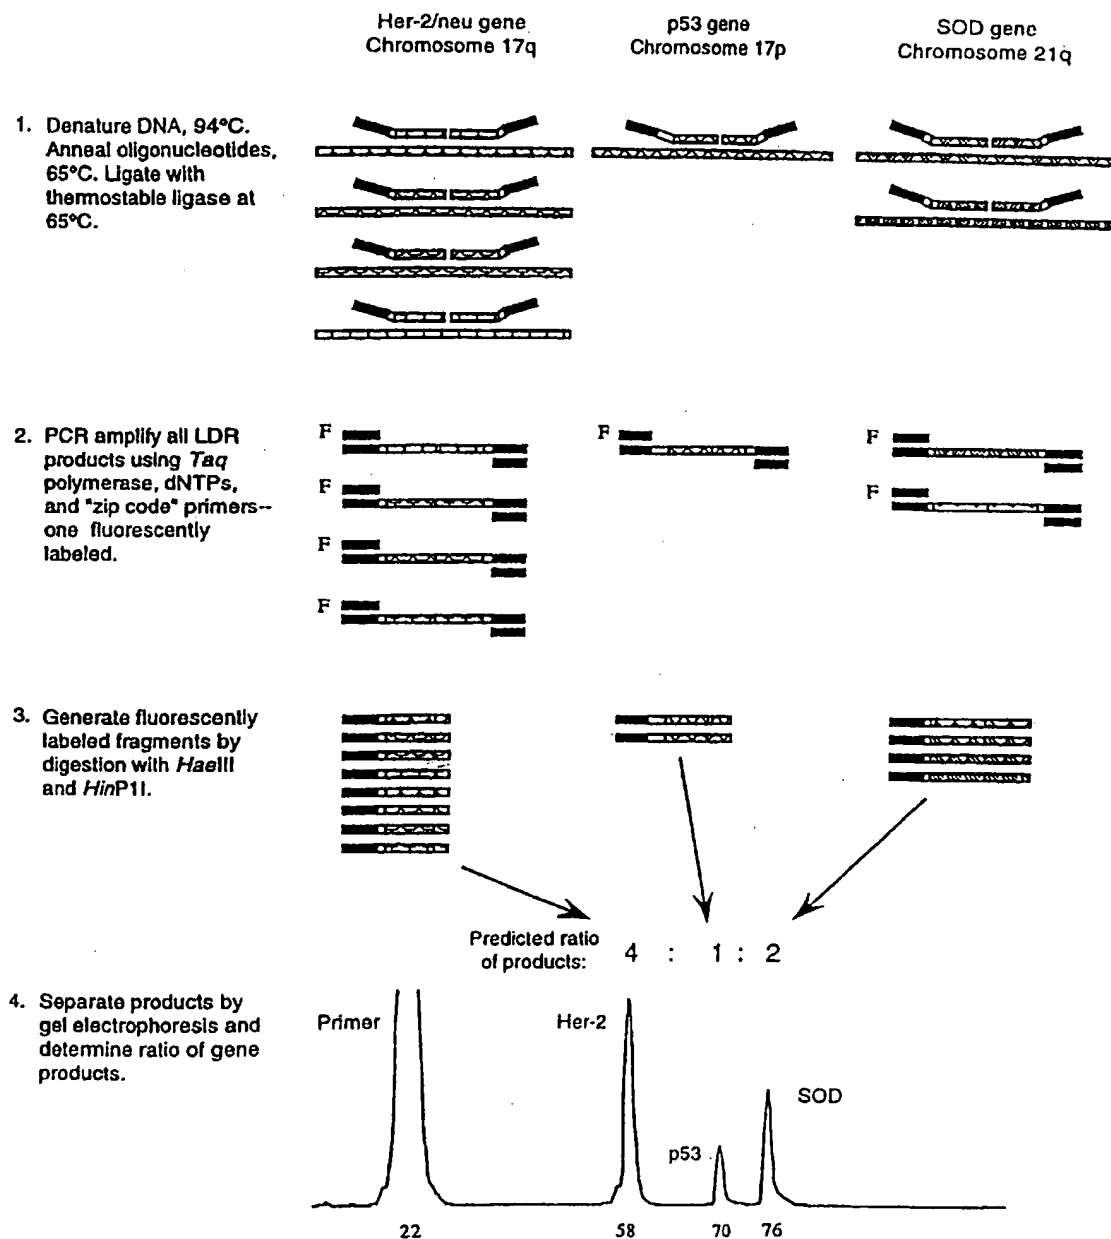 Her-2/neu gene
Chromosome 17q
p53 gene
Chromosome 17p
SOD gene
Chromosome 21q
1. Denature DNA, 94°C.
Anneal oligonucleotides,
65°C. Ligate with
thermostable ligase at
65°C.
2. PCR amplify all LDR
products using Taq
polymerase, dNTPs,
and "zip code" primers--
one fluorescently
labeled.
F
F
F
F
F
F
F
3. Generate fluorescently
labeled fragments by
digestion with HaeIII
and HinP1I.
Predicted ratio
of products:
4 : 1 : 2
4. Separate products by
gel electrophoresis and
determine ratio of gene
products.
Primer
Her-2
p53
SOD
22
58
70
76